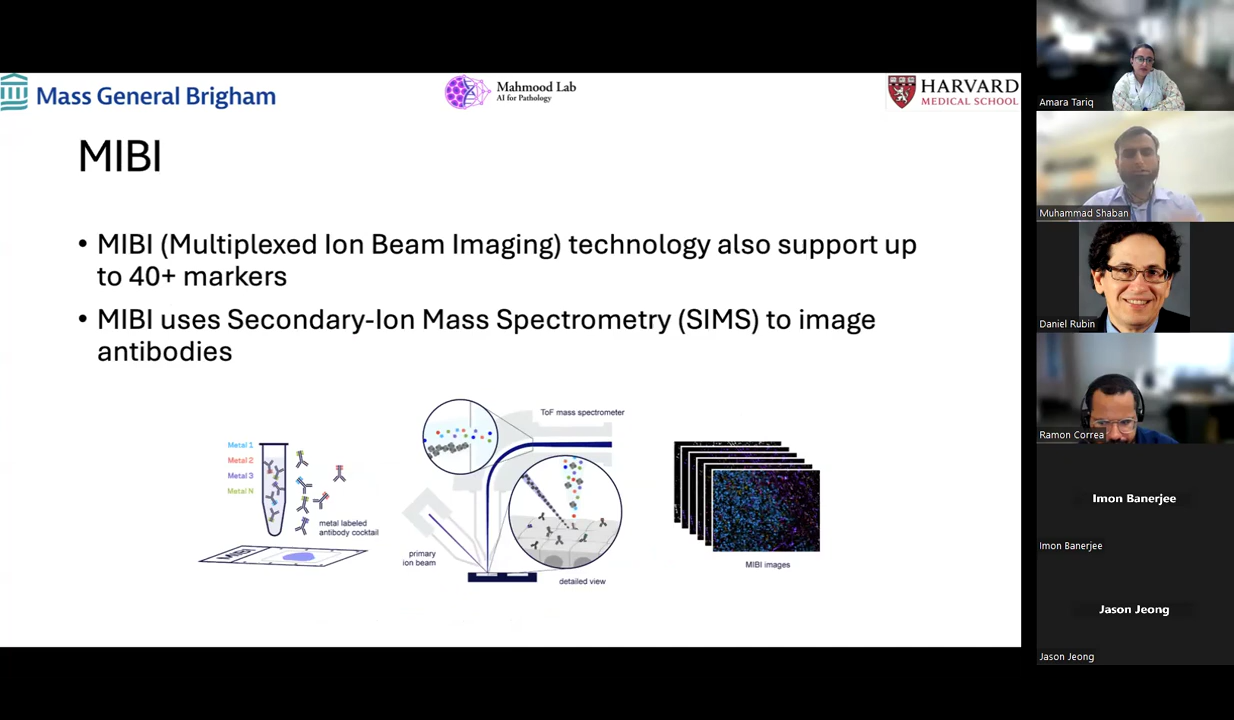 Mass General Brigham
Mahmood Lab
AI for Pathology
HARVARD
MEDICAL SCHOOL
MIBI
• MIBI (Multiplexed Ion Beam Imaging) technology also support up
to 40+ markers
• MIBI uses Secondary-Ion Mass Spectrometry (SIMS) to image
antibodies
Metal 1
Metal 2
Metal 3
Metal N
metal labeled
antibody cocktail
MIBI
ToF mass spectrometer
primary
ion beam
detailed view
MIBI images
Amara Tariq
Muhammad Shaban
Daniel Rubin
Ramon Correa
Imon Banerjee
Imon Banerjee
Jason Jeong
Jason Jeong